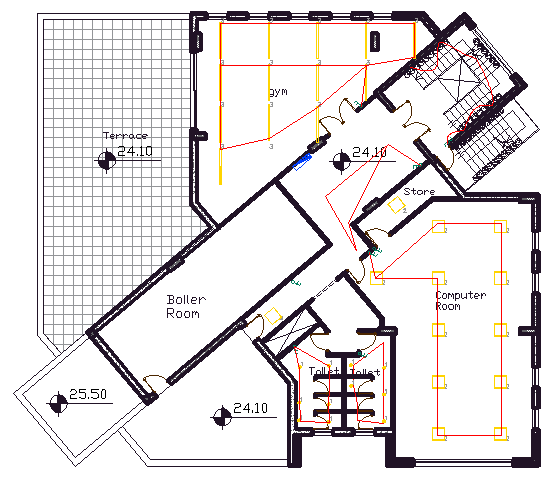 gym
Terrace
24.10
24.10
Store
Boiler
Room
Computer
Room
Toilet
Toilet
25.50
24.10